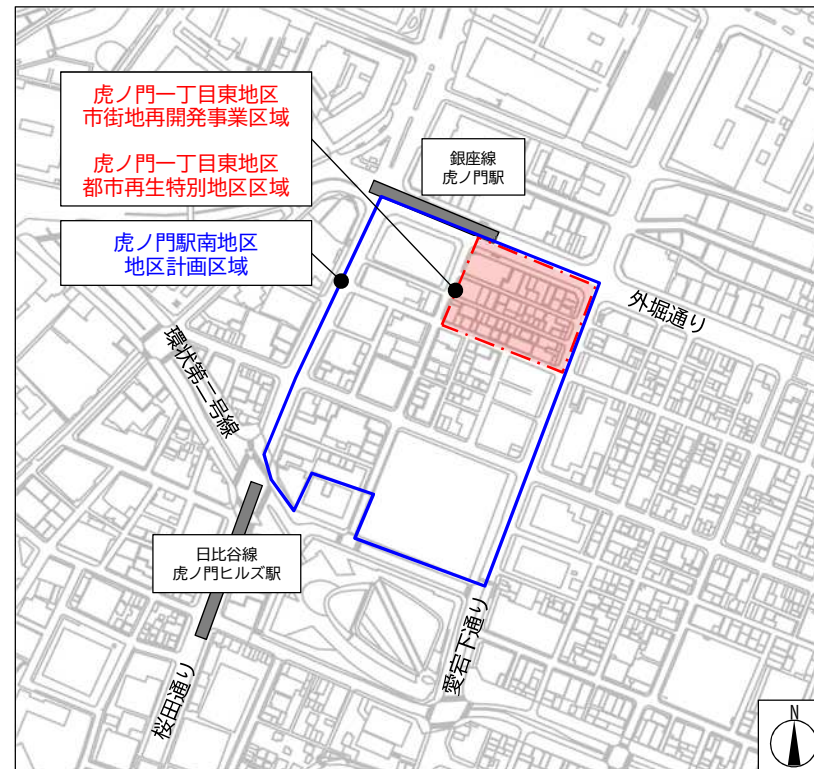 虎ノ門一丁目東地区
市街地再開発事業区域
虎ノ門一丁目東地区
都市再生特別地区区域
銀座線
虎ノ門駅
虎ノ門駅南地区
地区計画区域
外堀通り
環状第二号線
日比谷線
虎ノ門ヒルズ駅
愛宕下通り
桜田通り
N